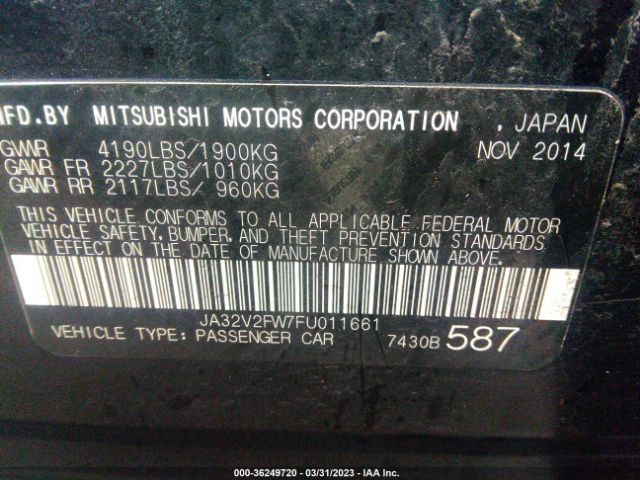 MFD.BY MITSUBISHI MOTORS CORPORATION , JAPAN
GVWR 4190LBS/1900KG NOV 2014
GAWR FR 2227LBS/1010KG
GAWR RR 2117LBS/ 960KG
THIS VEHICLE CONFORMS TO ALL APPLICABLE FEDERAL MOTOR
VEHICLE SAFETY, BUMPER, AND THEFT PREVENTION STANDARDS
IN EFFECT ON THE DATE OF MANUFACTURE SHOWN ABOVE.
JA32V2FW7FU011661
VEHICLE TYPE: PASSENGER CAR 7430B 587
000-36249720 - 03/31/2023 - IAA Inc.